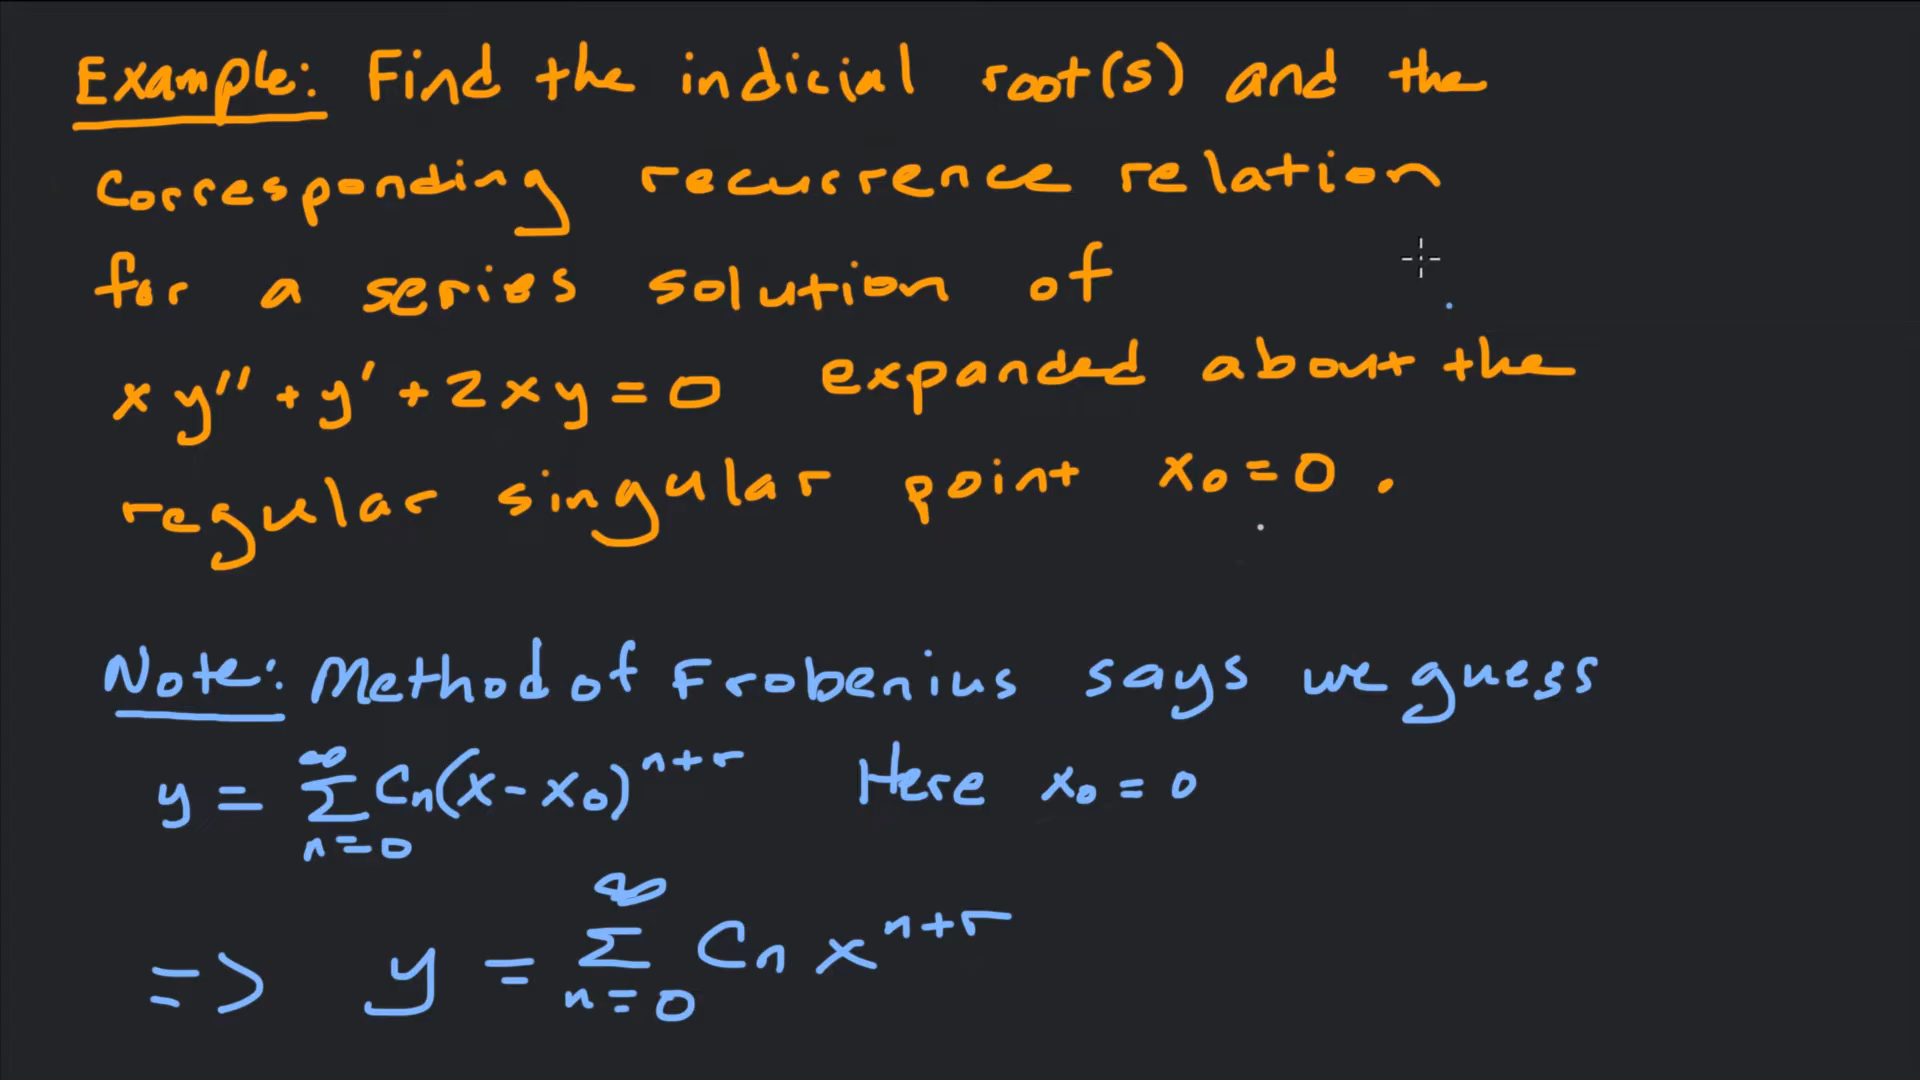 Example: Find the indicial root(s) and the
corresponding recurrence relation
for a series solution of
xy'' + y' + 2xy = 0 expanded about the
regular singular point x₀ = 0 .
Note: Method of Frobenius says we guess
y = ∞ Σ n=0 Cn(x - x₀)^(n+r) Here x₀ = 0
=> y = ∞ Σ n=0 Cn x^(n+r)